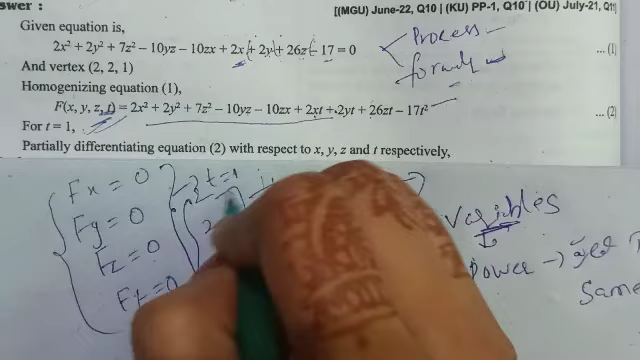 swer : [(MGU) June-22, Q10 | (KU) PP-1, Q10 | (OU) July-21, Q11]
Given equation is,
2x² + 2y² + 7z² − 10yz − 10zx + 2x + 2y + 26z − 17 = 0 ... (1)
Process
And vertex (2, 2, 1)
Homogenizing equation (1),
F(x, y, z, t) = 2x² + 2y² + 7z² − 10yz − 10zx + 2xt + 2yt + 26zt − 17t² ... (2)
For t = 1,
Partially differentiating equation (2) with respect to x, y, z and t respectively,
Fx = 0
t=1
Fy = 0
Variables
Fz = 0
Power →
Ft = 0
Same